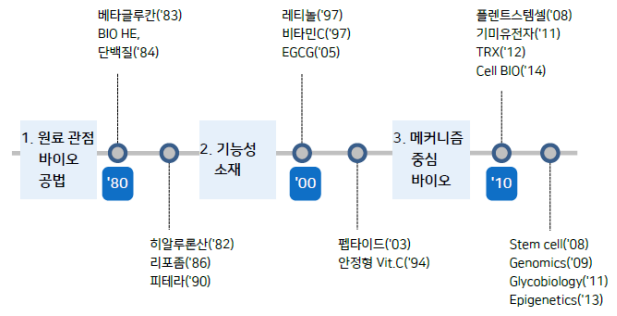 베타글루칸('83)
BIO HE,
단백질('84)
레티놀('97)
비타민C('97)
EGCG('05)
플렌트스템셀('08)
기미유전자('11)
TRX('12)
Cell BIO('14)
1. 원료 관점
바이오
공법
'80
2. 기능성
소재
'00
3. 메커니즘
중심
바이오
'10
히알루론산('82)
리포좀('86)
피테라('90)
펩타이드('03)
안정형 Vit.C('94)
Stem cell('08)
Genomics('09)
Glycobiology('11)
Epigenetics('13)